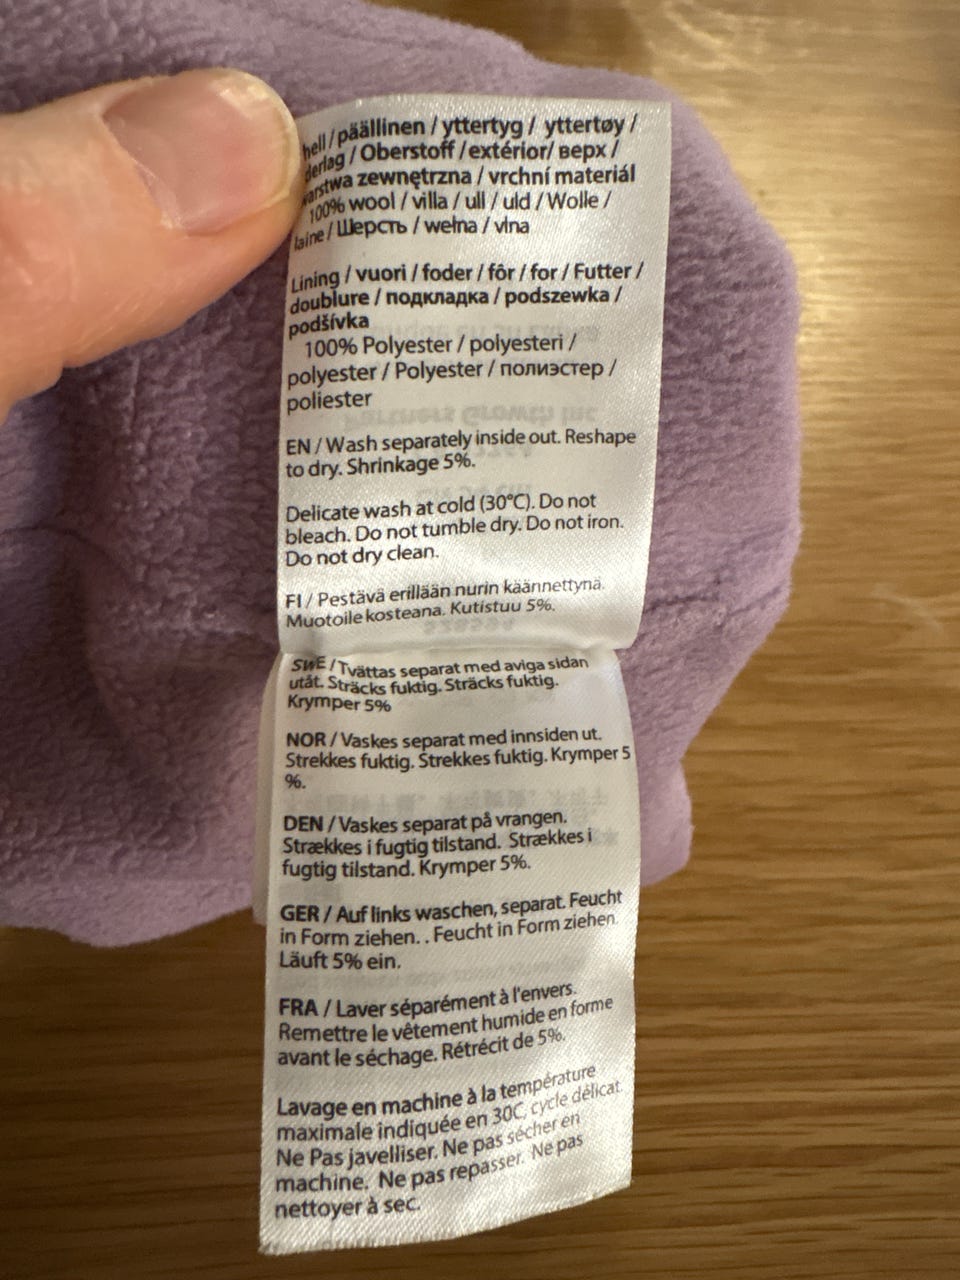 hell / päällinen / yttertyg / yttertøy /
derlag / Oberstoff / extérior/ верх /
warstwa zewnętrzna / vrchní materiál
100% wool / villa / ull / uld / Wolle /
laine / Шерсть / wełna / vlna
Lining / vuori / foder / fôr / for / Futter /
doublure / подкладка / podszewka /
podšívka
100% Polyester / polyesteri /
polyester / Polyester / полиэстер /
poliester
EN / Wash separately inside out. Reshape
to dry. Shrinkage 5%.
Delicate wash at cold (30°C). Do not
bleach. Do not tumble dry. Do not iron.
Do not dry clean.
FI / Pestävä erillään nurin käännettynä.
Muotoile kosteana. Kutistuu 5%.
SWE / Tvättas separat med aviga sidan
utåt. Sträcks fuktig. Sträcks fuktig.
Krymper 5%
NOR / Vaskes separat med innsiden ut.
Strekkes fuktig. Strekkes fuktig. Krymper 5
%.
DEN / Vaskes separat på vrangen.
Strækkes i fugtig tilstand. Strækkes i
fugtig tilstand. Krymper 5%.
GER / Auf links waschen, separat. Feucht
in Form ziehen. . Feucht in Form ziehen.
Läuft 5% ein.
FRA / Laver séparément à l'envers.
Remettre le vêtement humide en forme
avant le séchage. Rétrécit de 5%.
Lavage en machine à la température
maximale indiquée en 30C, cycle délicat.
Ne Pas javelliser. Ne pas sécher en
machine. Ne pas repasser. Ne pas
nettoyer à sec.